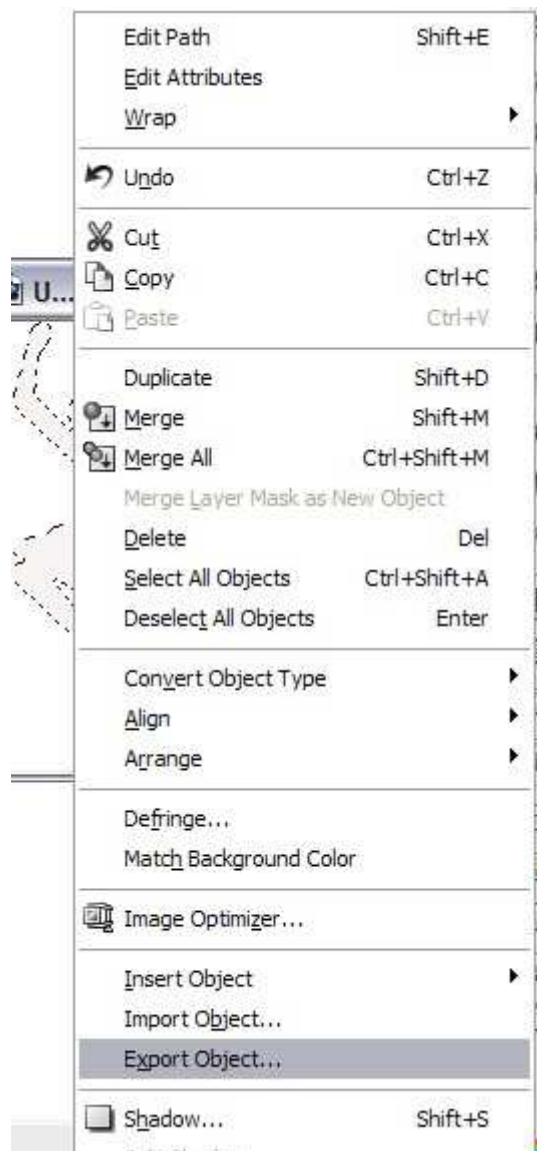 Edit Path Shift+E
Edit Attributes
Wrap
Undo Ctrl+Z
Cut Ctrl+X
U... Copy Ctrl+C
Paste Ctrl+V
Duplicate Shift+D
Merge Shift+M
Merge All Ctrl+Shift+M
Merge Layer Mask as New Object
Delete Del
Select All Objects Ctrl+Shift+A
Deselect All Objects Enter
Convert Object Type
Align
Arrange
Defringe...
Match Background Color
Image Optimizer...
Insert Object
Import Object...
Export Object...
Shadow... Shift+S